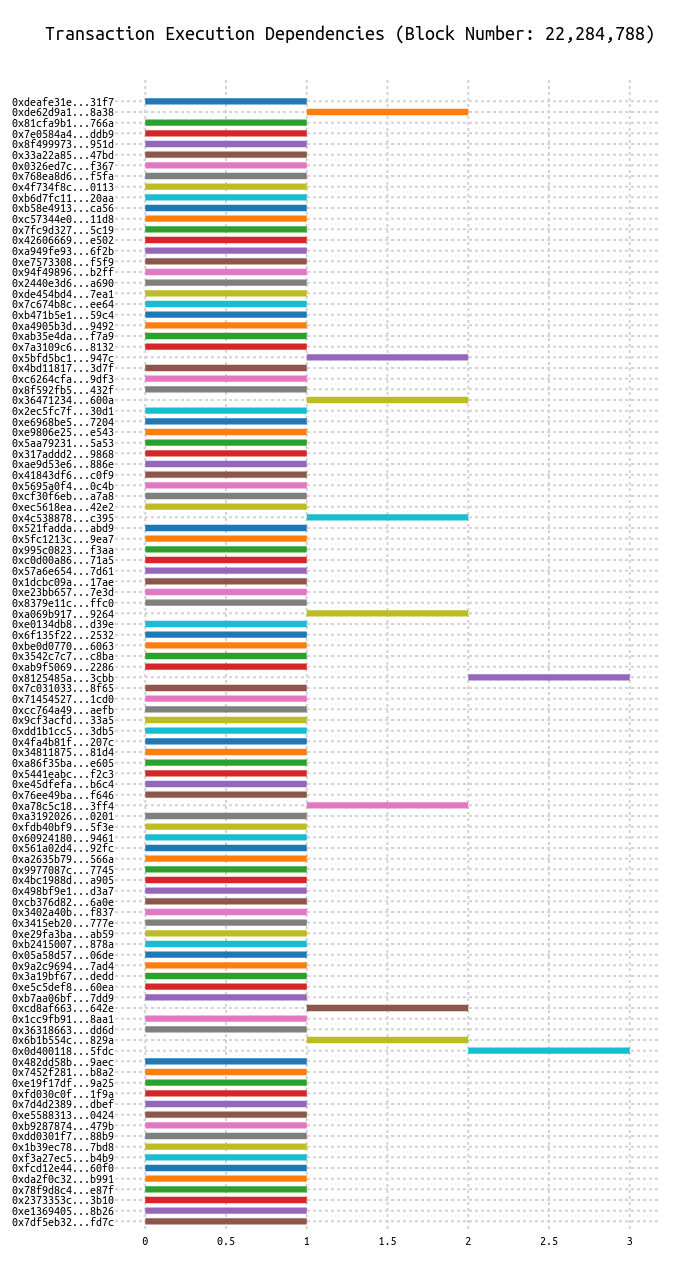 Transaction Execution Dependencies (Block Number: 22,284,788)
0xdeafe31e...31f7
0xde62d9a1...8a38
0x81cfa9b1...766a
0x7e0584a4...ddb9
0x8f499973...951d
0x33a22a85...47bd
0x0326ed7c...f367
0x768ea8d6...f5fa
0x4f734f8c...0113
0xb6d7fc11...20aa
0xb58e4913...ca56
0xc57344e0...11d8
0x7fc9d327...5c19
0x42606669...e502
0xa949fe93...6f2b
0xe7573308...f5f9
0x94f49896...b2ff
0x2440e3d6...a690
0xde454bd4...7ea1
0x7c674b8c...ee64
0xb471b5e1...59c4
0xa4905b3d...9492
0xab35e4da...f7a9
0x7a3109c6...8132
0x5bfd5bc1...947c
0x4bd11817...3d7f
0xc6264cfa...9df3
0x8f592fb5...432f
0x36471234...600a
0x2ec5fc7f...30d1
0xe6968be5...7204
0xe9806e25...e543
0x5aa79231...5a53
0x317addd2...9868
0xae9d53e6...886e
0x41843df6...c0f9
0x5695a0f4...0c4b
0xcf30f6eb...a7a8
0xec5618ea...42e2
0x4c538878...c395
0x521fadda...abd9
0x5fc1213c...9ea7
0x995c0823...f3aa
0xc0d00a86...71a5
0x57a6e654...7d61
0x1dcbc09a...17ae
0xe23bb657...7e3d
0x8379e11c...ffc0
0xa069b917...9264
0xe0134db8...d39e
0x6f135f22...2532
0xbe0d0770...6063
0x3542c7c7...c8ba
0xab9f5069...2286
0x8125485a...3cbb
0x7c031033...8f65
0x71454527...1cd0
0xcc764a49...aefb
0x9cf3acfd...33a5
0xdd1b1cc5...3db5
0x4fa4b81f...207c
0x34811875...81d4
0xa86f35ba...e605
0x5441eabc...f2c3
0xe45dfefa...b6c4
0x76ee49ba...f646
0xa78c5c18...3ff4
0xa3192026...0201
0xfdb40bf9...5f3e
0x60924180...9461
0x561a02d4...92fc
0xa2635b79...566a
0x9977087c...7745
0x4bc1988d...a905
0x498bf9e1...d3a7
0xcb376d82...6a0e
0x3402a40b...f837
0x3415eb20...777e
0xe29fa3ba...ab59
0xb2415007...878a
0x05a58d57...06de
0x9a2c9694...7ad4
0x3a19bf67...dedd
0xe5c5def8...60ea
0xb7aa06bf...7dd9
0xcd8af663...642e
0x1cc9fb91...8aa1
0x36318663...dd6d
0x6b1b554c...829a
0x0d400118...5fdc
0x482dd58b...9aec
0x7452f281...b8a2
0xe19f17df...9a25
0xfd030c0f...1f9a
0x7d4d2389...dbef
0xe5588313...0424
0xb9287874...479b
0xdd0301f7...88b9
0x1b39ec78...7bd8
0xf3a27ec5...b4b9
0xfcd12e44...60f0
0xda2f0c32...b991
0x78f9d8c4...e87f
0x2373353c...3b10
0xe1369405...8b26
0x7df5eb32...fd7c
0 0.5 1 1.5 2 2.5 3